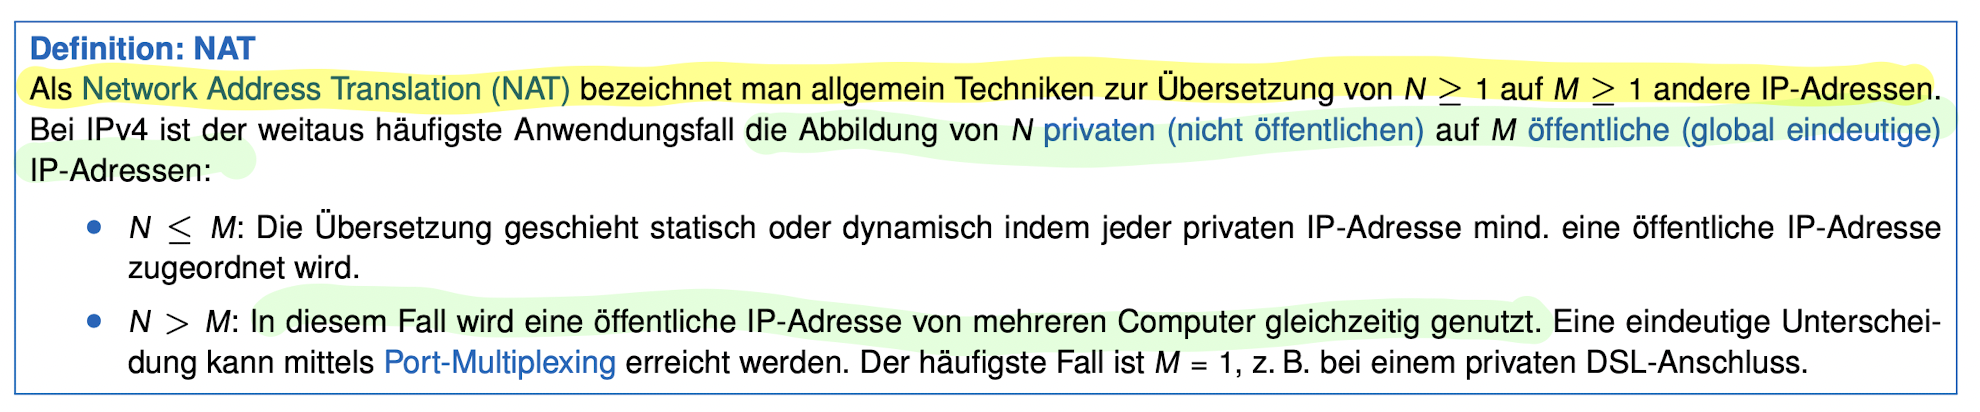 Definition: NAT
Als Network Address Translation (NAT) bezeichnet man allgemein Techniken zur Übersetzung von N ≥ 1 auf M ≥ 1 andere IP-Adressen.
Bei IPv4 ist der weitaus häufigste Anwendungsfall die Abbildung von N privaten (nicht öffentlichen) auf M öffentliche (global eindeutige)
IP-Adressen:
• N ≤ M: Die Übersetzung geschieht statisch oder dynamisch indem jeder privaten IP-Adresse mind. eine öffentliche IP-Adresse
zugeordnet wird.
• N > M: In diesem Fall wird eine öffentliche IP-Adresse von mehreren Computer gleichzeitig genutzt. Eine eindeutige Unterschei-
dung kann mittels Port-Multiplexing erreicht werden. Der häufigste Fall ist M = 1, z. B. bei einem privaten DSL-Anschluss.